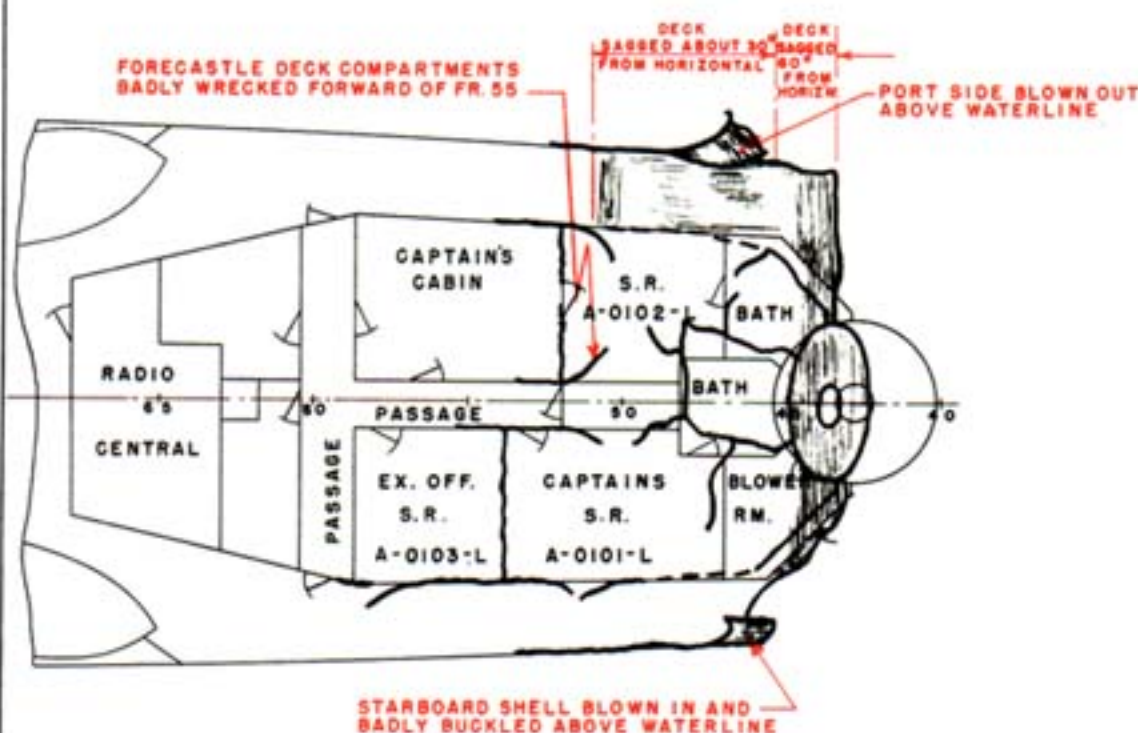 DECK
SAGGED ABOUT 30°
FROM HORIZONTAL
DECK
SAGGED
60°
FROM
HORIZ'N.
FORECASTLE DECK COMPARTMENTS
BADLY WRECKED FORWARD OF FR. 55
PORT SIDE BLOWN OUT
ABOVE WATERLINE
CAPTAIN'S
CABIN
S.R.
A-0102-L
BATH
RADIO
65
CENTRAL
60
PASSAGE
50
BATH
45
40
PASSAGE
EX. OFF.
S.R.
A-0103-L
CAPTAINS
S.R.
A-0101-L
BLOWER
RM.
STARBOARD SHELL BLOWN IN AND
BADLY BUCKLED ABOVE WATERLINE